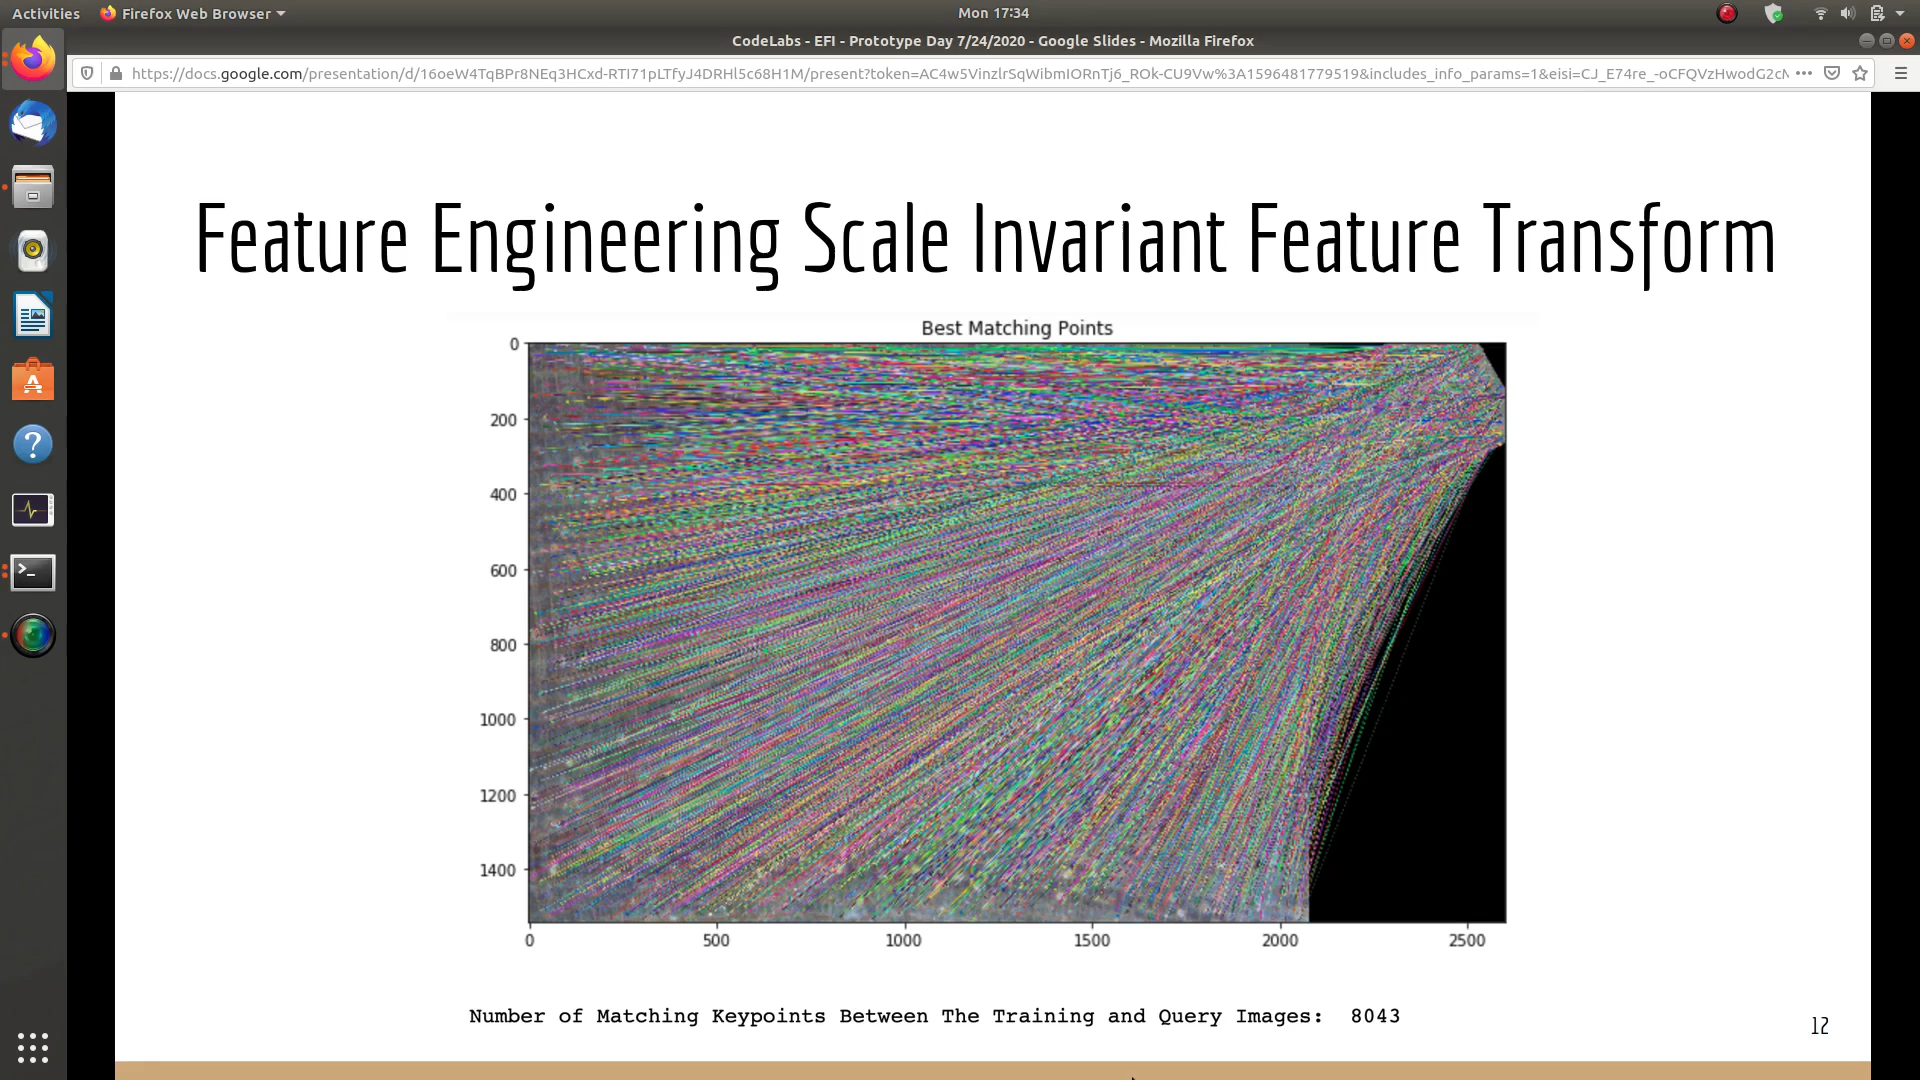 Activities
Firefox Web Browser
Mon 17:34
CodeLabs - EFI - Prototype Day 7/24/2020 - Google Slides - Mozilla Firefox
https://docs.google.com/presentation/d/16oeW4TqBPr8NEq3HCxd-RTI71pLTfyJ4DRHl5c68H1M/present?token=AC4w5VinzlrSqWibmIORnTj6_ROk-CU9Vw%3A1596481779519&includes_info_params=1&eisi=CJ_E74re_-oCFQVzHwodG2cM
Feature Engineering Scale Invariant Feature Transform
Best Matching Points
0
200
400
600
800
1000
1200
1400
0 500 1000 1500 2000 2500
Number of Matching Keypoints Between The Training and Query Images: 8043
12